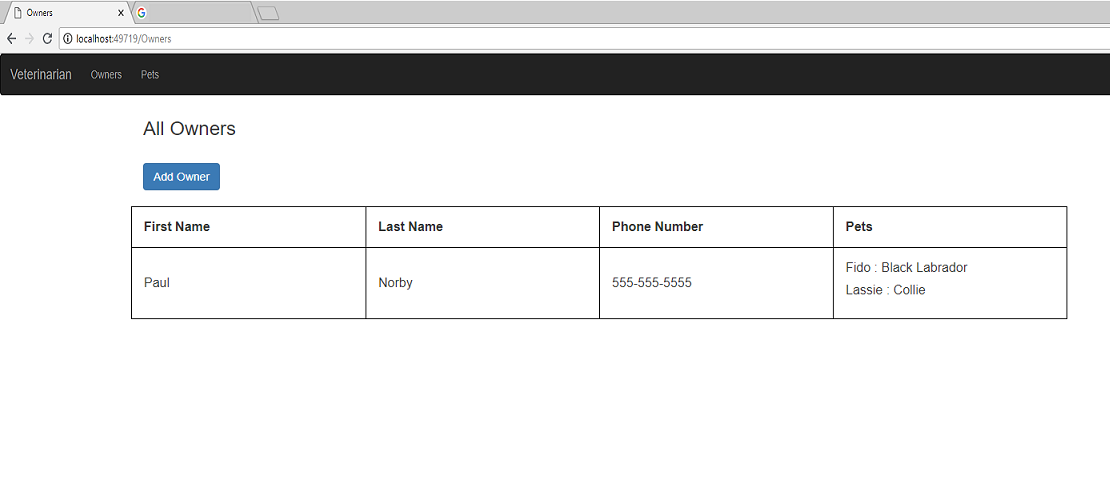 Owners
localhost:49719/Owners
Veterinarian Owners Pets
All Owners
Add Owner
First Name Last Name Phone Number Pets
Paul Norby 555-555-5555 Fido : Black Labrador
Lassie : Collie